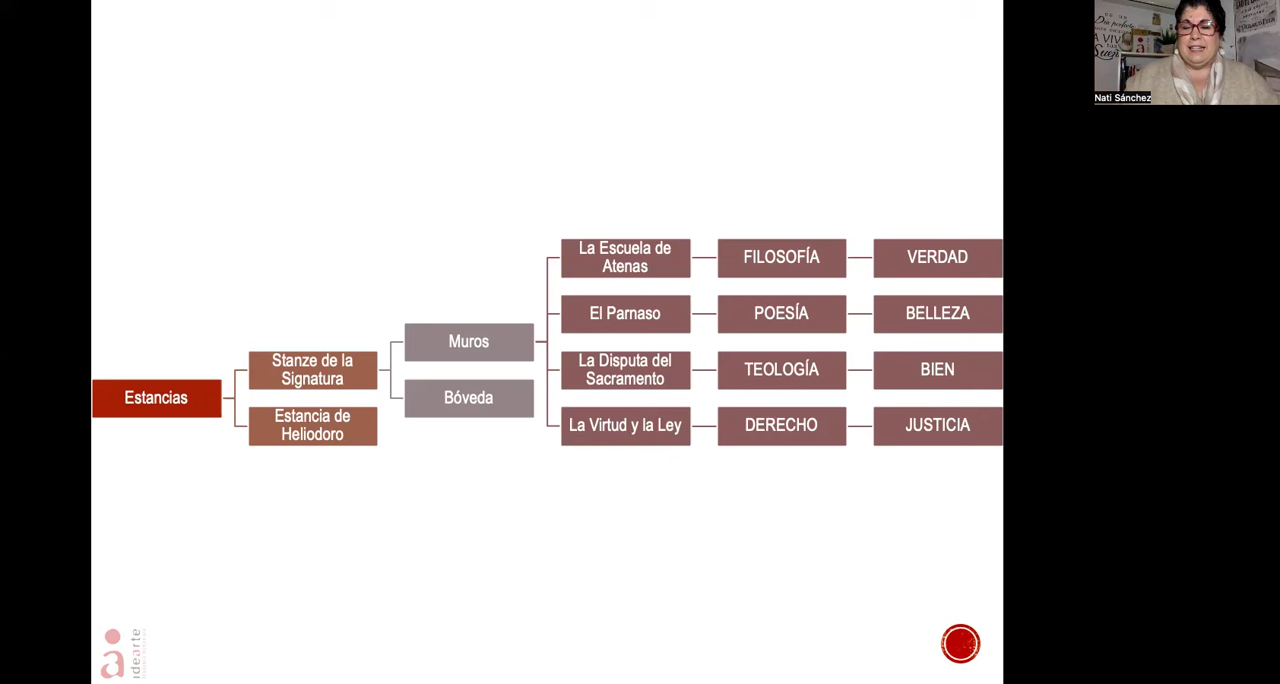 Estancias
Stanze de la
Signatura
Estancia de
Heliodoro
Muros
Bóveda
La Escuela de
Atenas
FILOSOFÍA
VERDAD
El Parnaso
POESÍA
BELLEZA
La Disputa del
Sacramento
TEOLOGÍA
BIEN
La Virtud y la Ley
DERECHO
JUSTICIA
Nati Sánchez
idearte